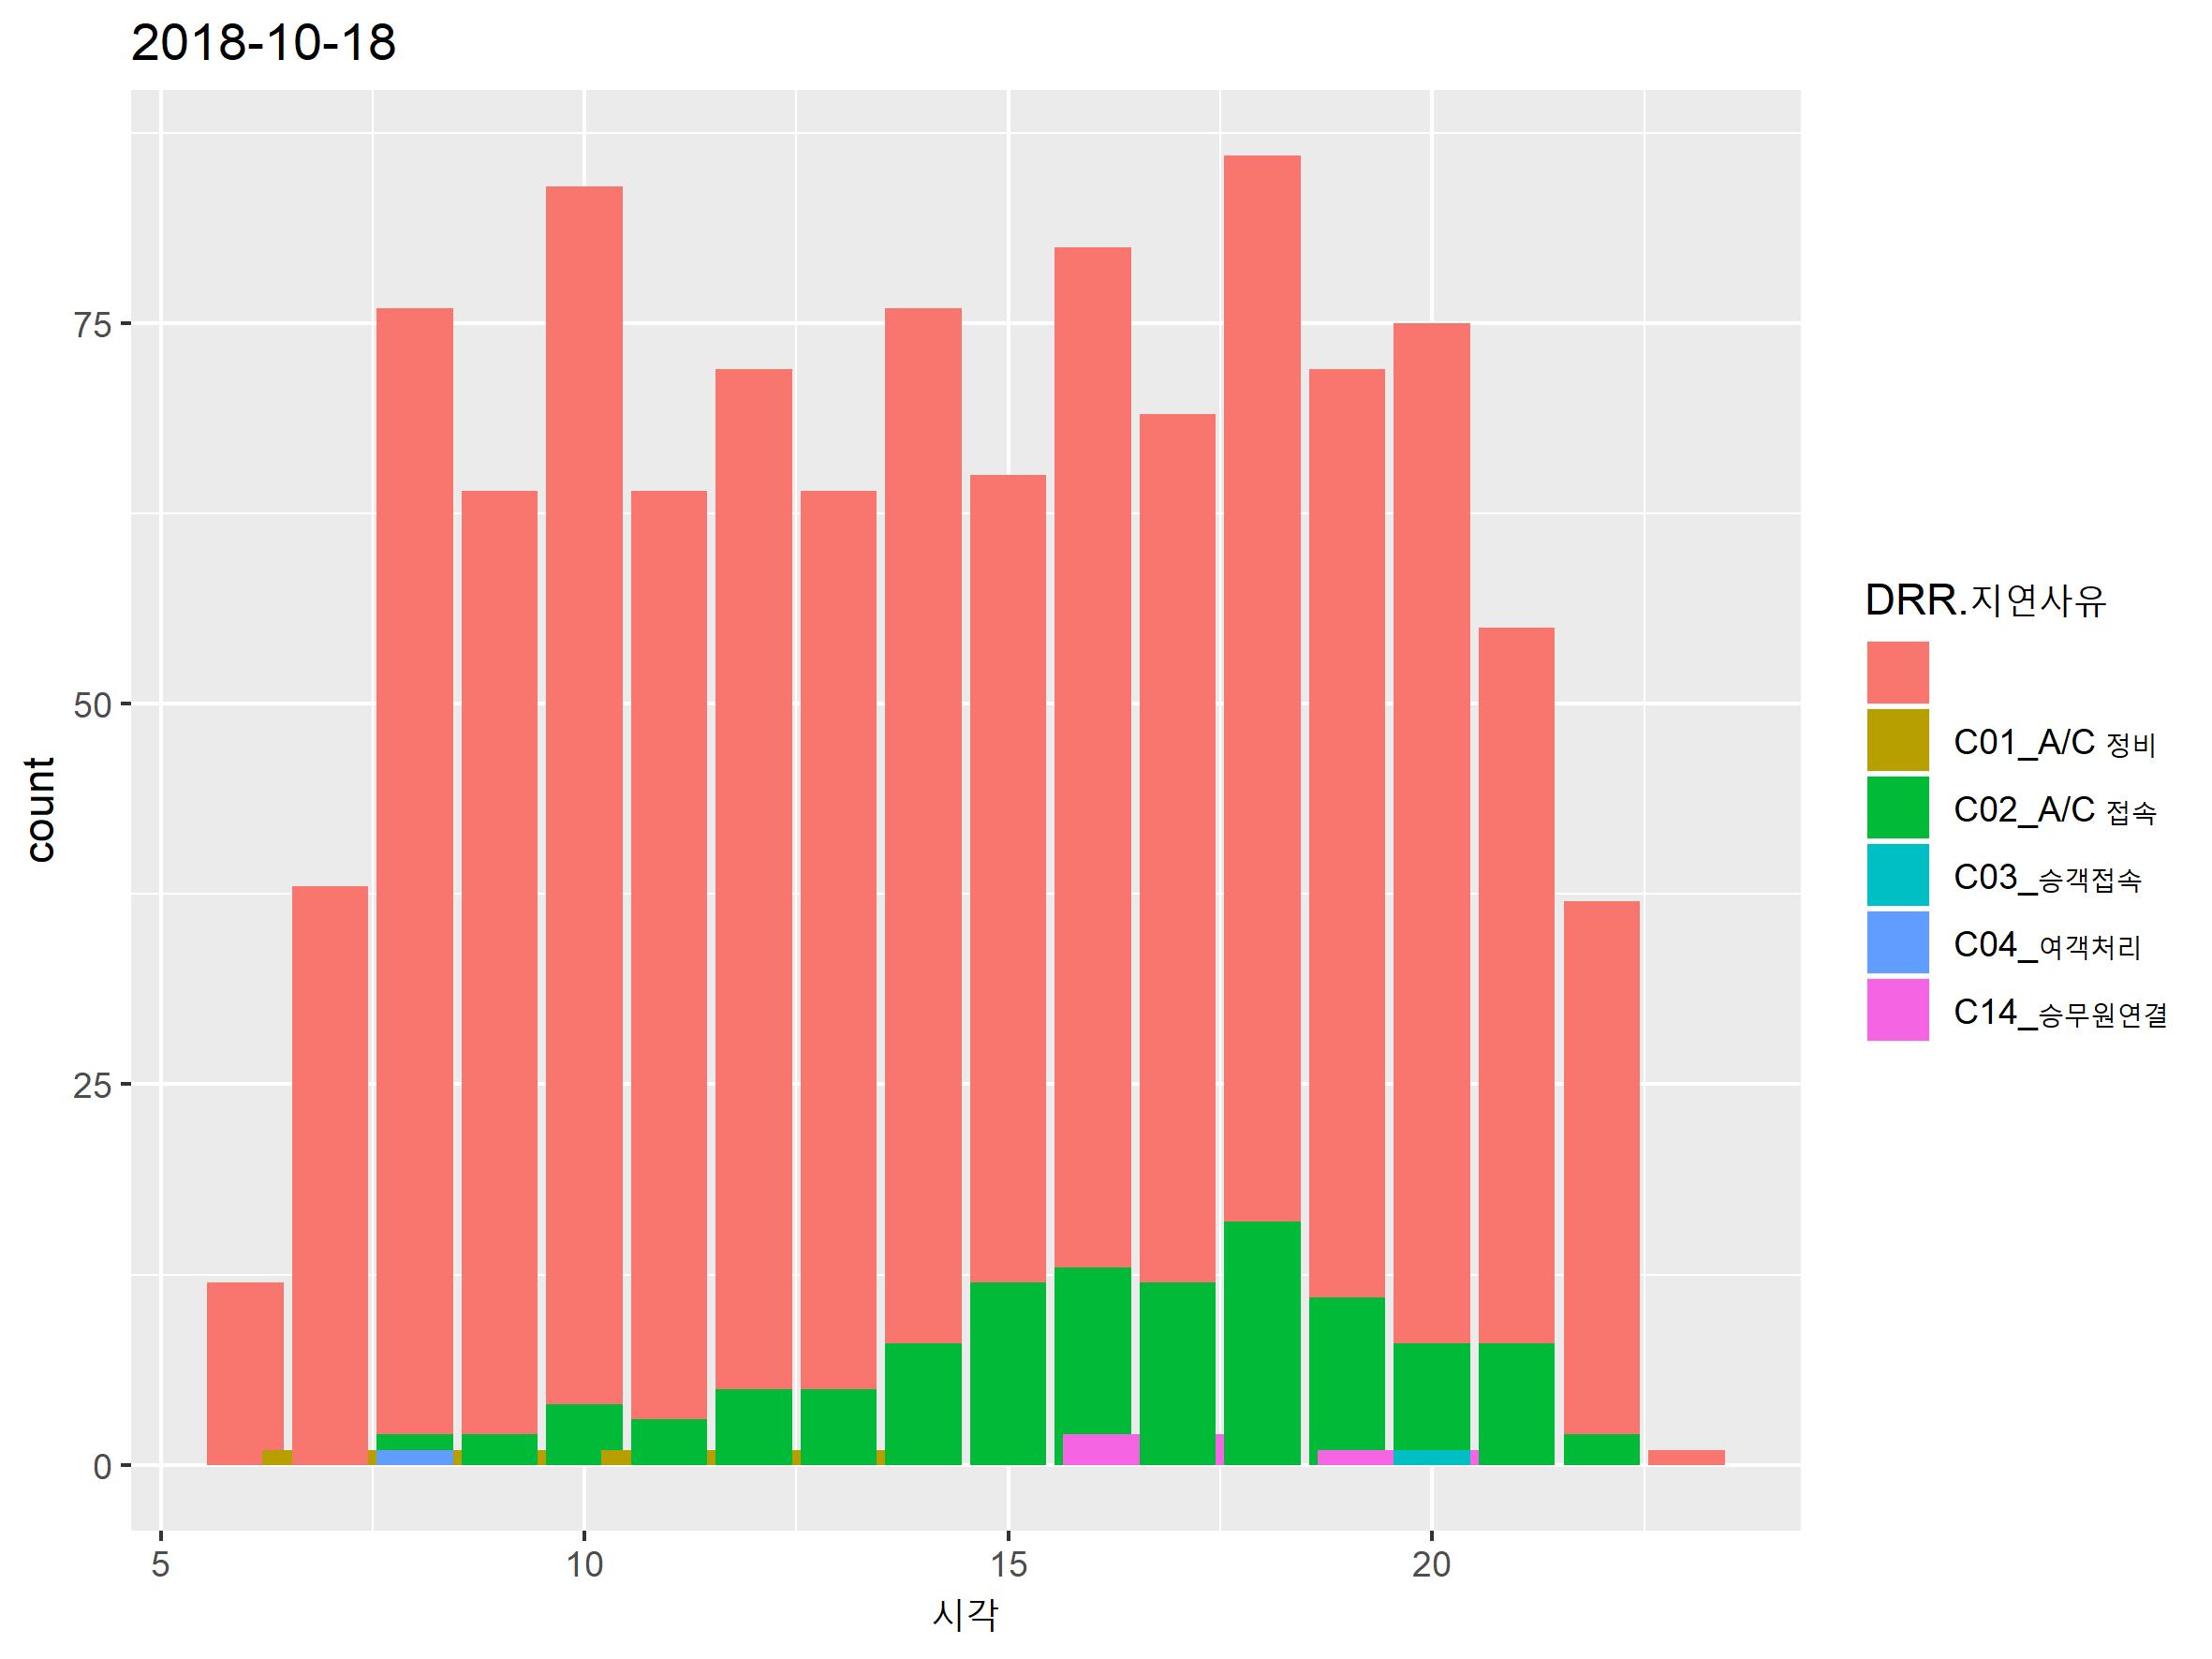 2018-10-18
75
50
25
0
count
5 10 15 20
시각
DRR.지연사유
C01_A/C 정비
C02_A/C 접속
C03_승객접속
C04_여객처리
C14_승무원연결